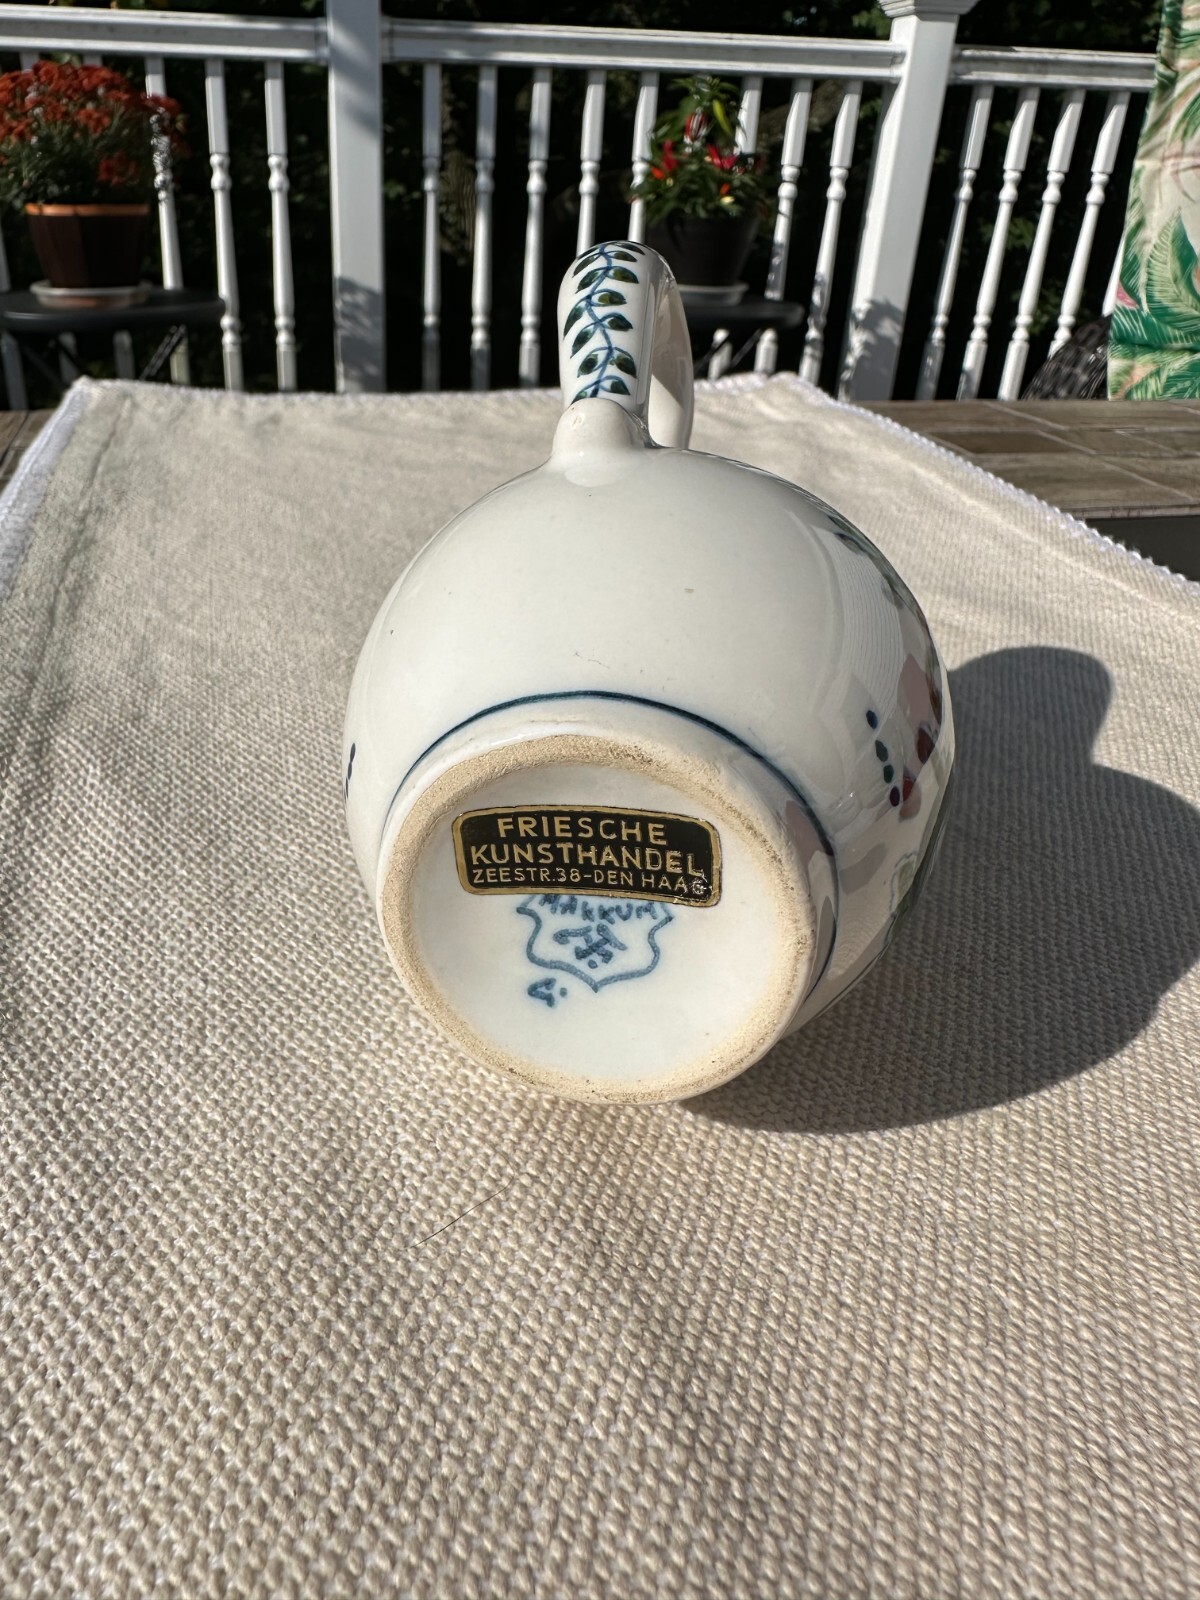 FRIESCHE
KUNSTHANDEL
ZEESTR.38-DEN HAAG
MAKKUM